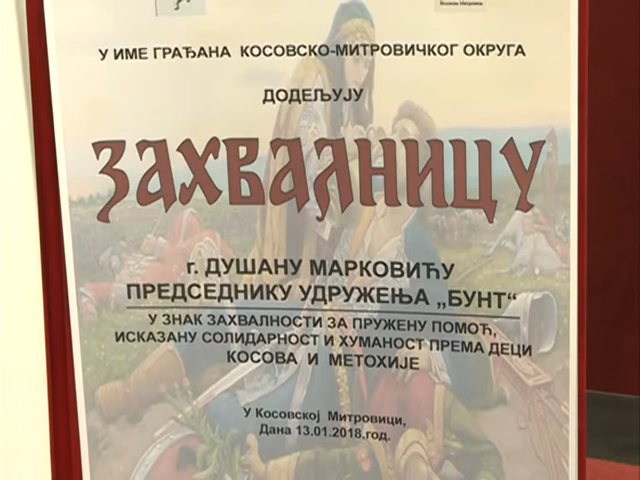 У ИМЕ ГРАЂАНА КОСОВСКО-МИТРОВИЧКОГ ОКРУГА
ДОДЕЉУЈУ
ЗАХВАЛНИЦУ
г. ДУШАНУ МАРКОВИЋУ
ПРЕДСЕДНИКУ УДРУЖЕЊА „БУНТ“
У ЗНАК ЗАХВАЛНОСТИ ЗА ПРУЖЕНУ ПОМОЋ,
ИСКАЗАНУ СОЛИДАРНОСТ И ХУМАНОСТ ПРЕМА ДЕЦИ
КОСОВА И МЕТОХИЈЕ
У Косовској Митровици,
Дана 13.01.2018.год.